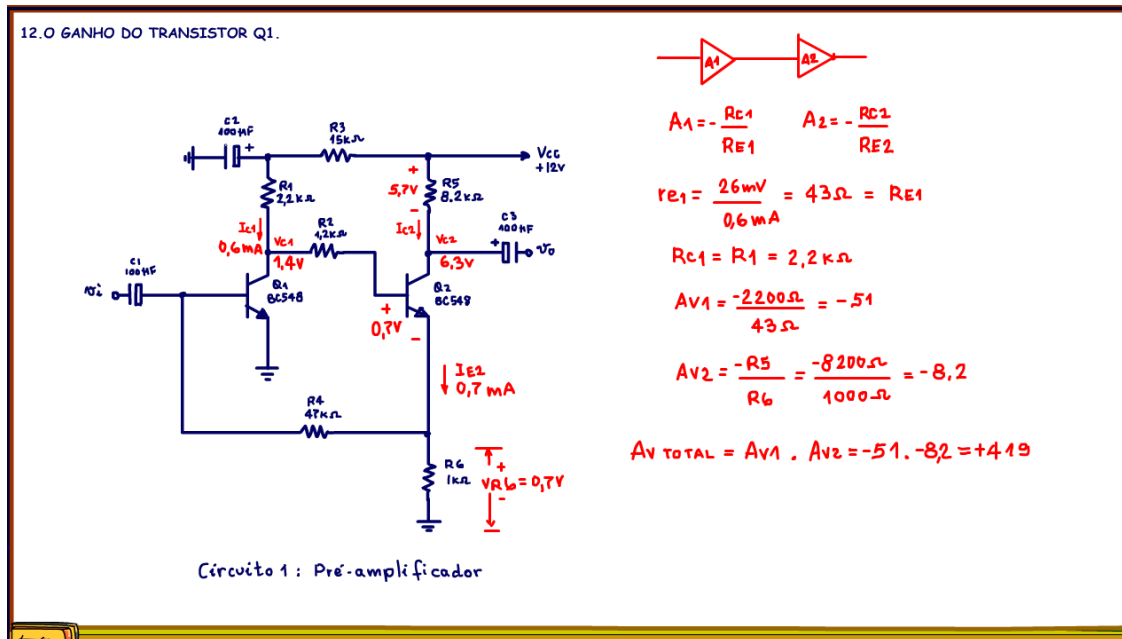 12.O GANHO DO TRANSISTOR Q1.
A1
A2
A1 = - RC1 / RE1
A2 = - RC2 / RE2
re1 = 26mV / 0,6mA = 43Ω = RE1
RC1 = R1 = 2,2KΩ
AV1 = -2200Ω / 43Ω = -51
AV2 = -R5 / R6 = -8200Ω / 1000Ω = -8,2
AV TOTAL = AV1 . AV2 = -51. -8,2 = +419
C2
100µF
+
R3
15KΩ
Vcc
+12V
R1
2,2KΩ
+
5,7V
-
R5
8.2KΩ
IC1
0,6mA
VC1
1,4V
R2
1,2KΩ
IC2
VC2
6,3V
C3
100µF
+
vo
C1
100µF
vi
Q1
BC548
Q2
BC548
+
0,7V
-
IE2
0,7mA
R4
47KΩ
R6
1KΩ
+
VR6 = 0,7V
-
Circuito 1 : Pré-amplificador